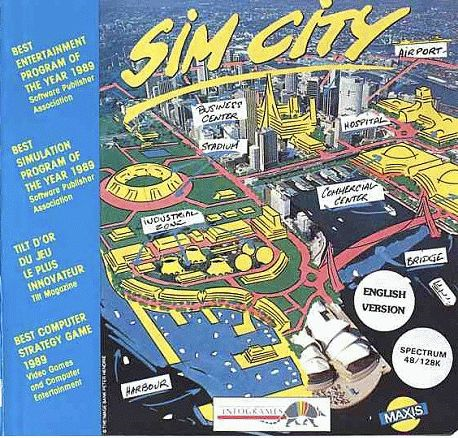 SIM CITY
BEST
ENTERTAINMENT
PROGRAM OF
THE YEAR 1989
Software Publisher
Association
BEST
SIMULATION
PROGRAM OF
THE YEAR 1989
Software Publisher
Association
TILT D'OR
DU JEU
LE PLUS
INNOVATEUR
Tilt Magazine
BEST COMPUTER
STRATEGY GAME
1989
Video Games
and Computer
Entertainment
AIRPORT
BUSINESS
CENTER
STADIUM
HOSPITAL
COMMERCIAL
CENTER
INDUSTRIAL
ZONE
BRIDGE
HARBOUR
ENGLISH
VERSION
SPECTRUM
48/128K
INFOGRAMES
MAXIS